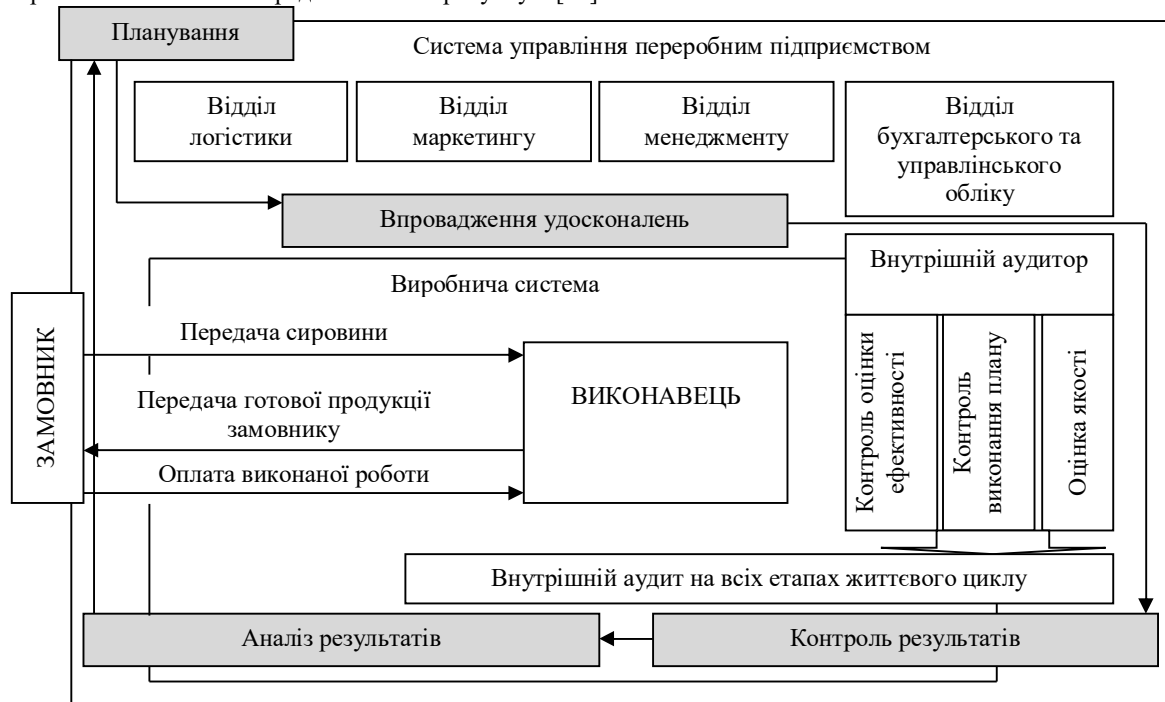 Планування
Система управління переробним підприємством
Відділ
логістики
Відділ
маркетингу
Відділ
менеджменту
Відділ
бухгалтерського та
управлінського
обліку
Впровадження удосконалень
Внутрішній аудитор
Виробнича система
ЗАМОВНИК
Передача сировини
Передача готової продукції
замовнику
Оплата виконаної роботи
ВИКОНАВЕЦЬ
Контроль оцінки
ефективності
Контроль
виконання плану
Оцінка якості
Внутрішній аудит на всіх етапах життєвого циклу
Аналіз результатів
Контроль результатів